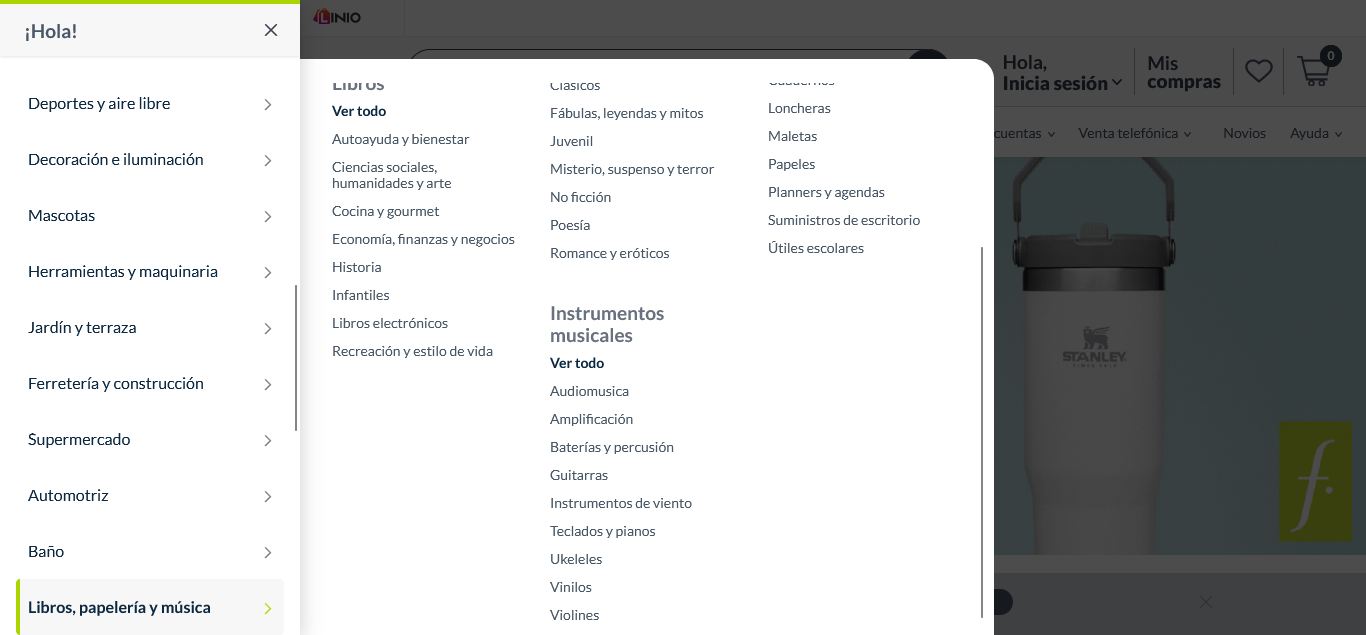 ¡Hola!
Deportes y aire libre
Decoración e iluminación
Mascotas
Herramientas y maquinaria
Jardín y terraza
Ferretería y construcción
Supermercado
Automotriz
Baño
Libros, papelería y música
Libros
Ver todo
Autoayuda y bienestar
Ciencias sociales,
humanidades y arte
Cocina y gourmet
Economía, finanzas y negocios
Historia
Infantiles
Libros electrónicos
Recreación y estilo de vida
Clásicos
Fábulas, leyendas y mitos
Juvenil
Misterio, suspenso y terror
No ficción
Poesía
Romance y eróticos
Instrumentos
musicales
Ver todo
Audiomusica
Amplificación
Baterías y percusión
Guitarras
Instrumentos de viento
Teclados y pianos
Ukeleles
Vinilos
Violines
Cuadernos
Loncheras
Maletas
Papeles
Planners y agendas
Suministros de escritorio
Útiles escolares
LINIO
Hola,
Inicia sesión
Mis
compras
0
cuentas
Venta telefónica
Novios
Ayuda
STANLEY
SINCE 1913
f.